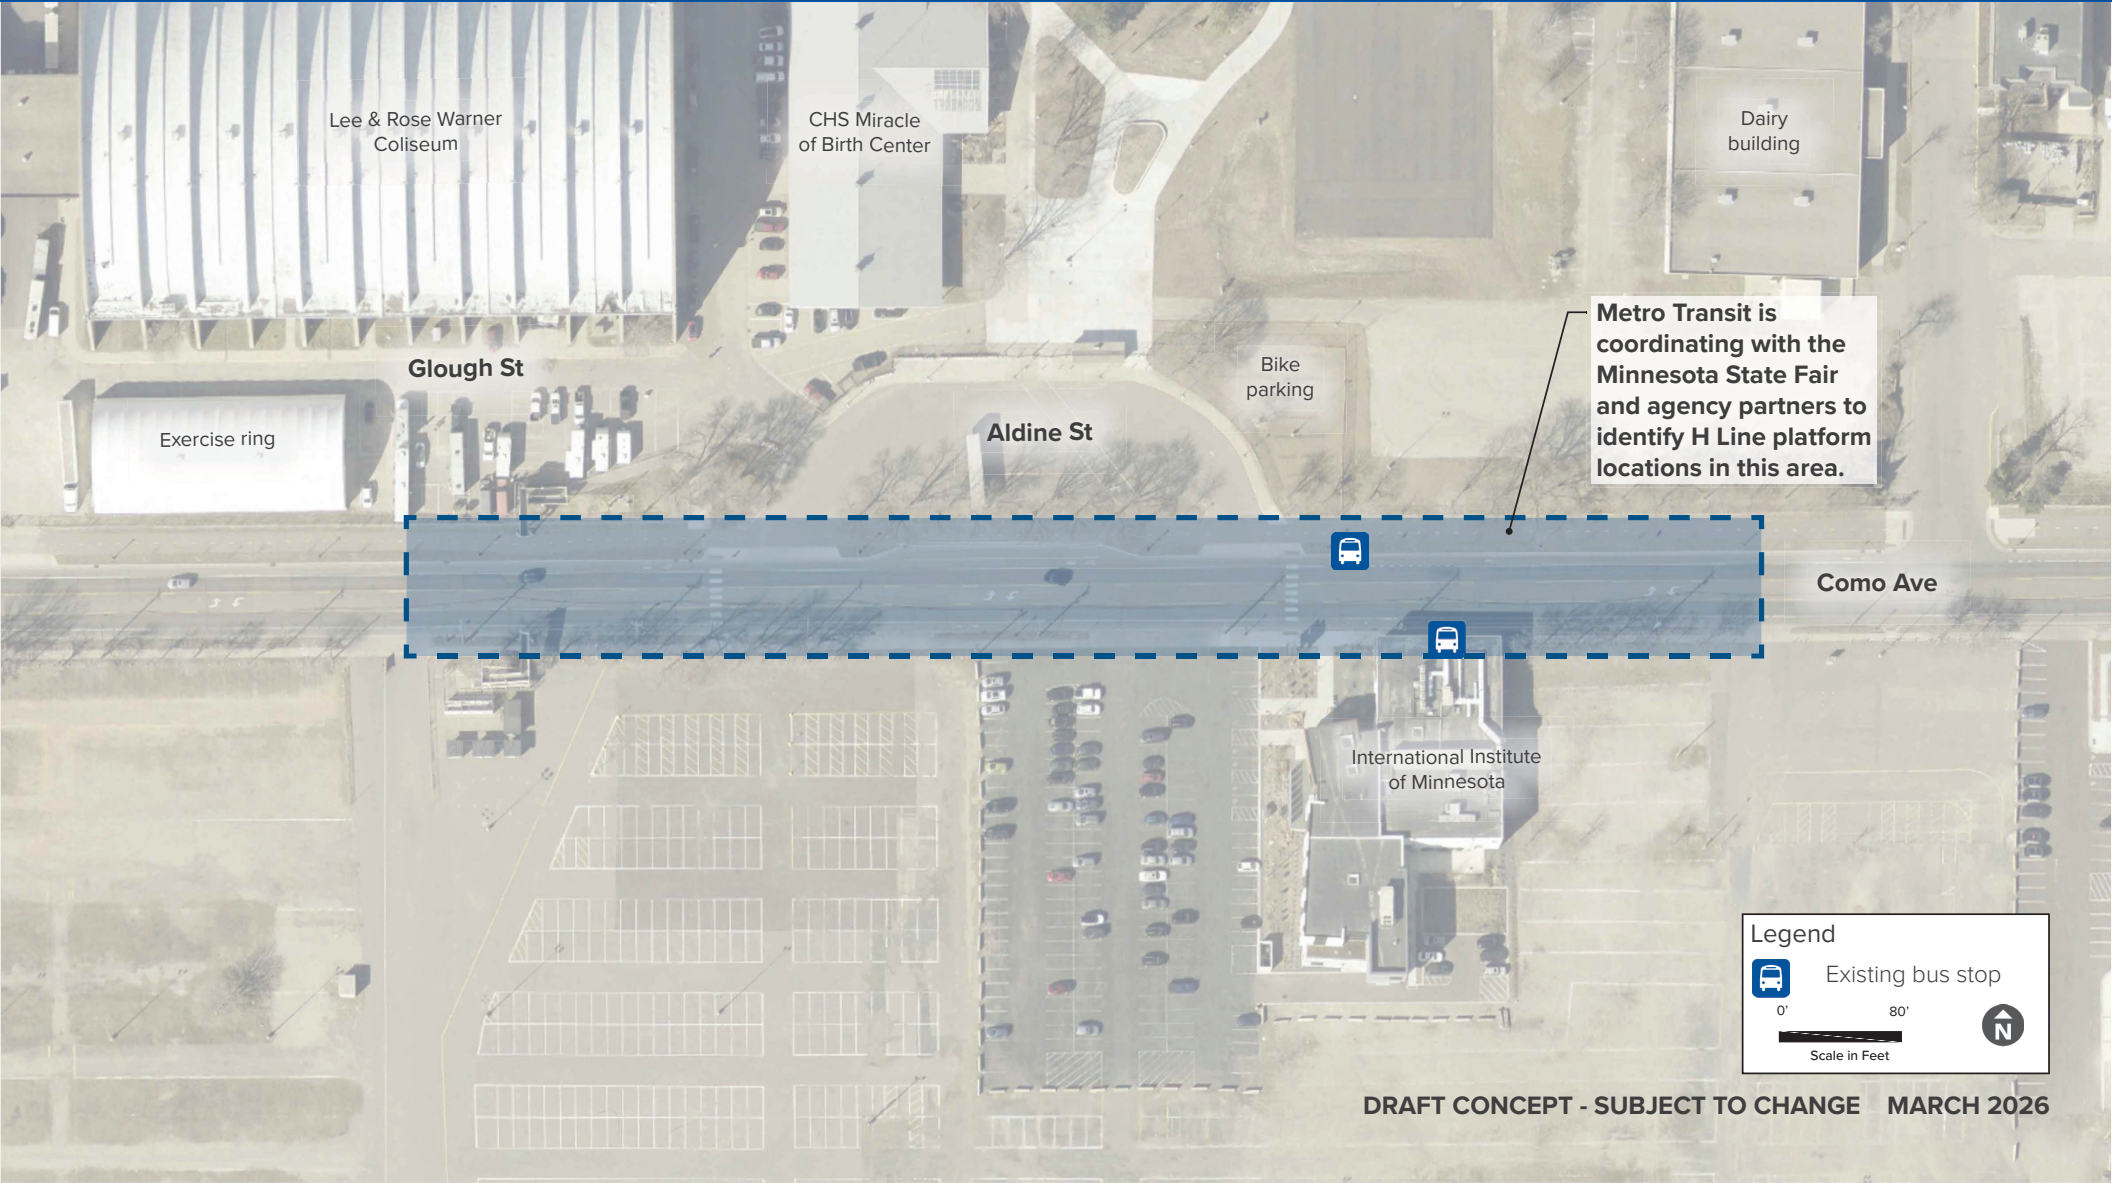 Lee & Rose Warner
Coliseum
CHS Miracle
of Birth Center
Dairy
building
Metro Transit is
coordinating with the
Minnesota State Fair
and agency partners to
identify H Line platform
locations in this area.
Glough St
Bike
parking
Exercise ring
Aldine St
Como Ave
International Institute
of Minnesota
Legend
Existing bus stop
0'
80'
Scale in Feet
N
DRAFT CONCEPT - SUBJECT TO CHANGE MARCH 2026